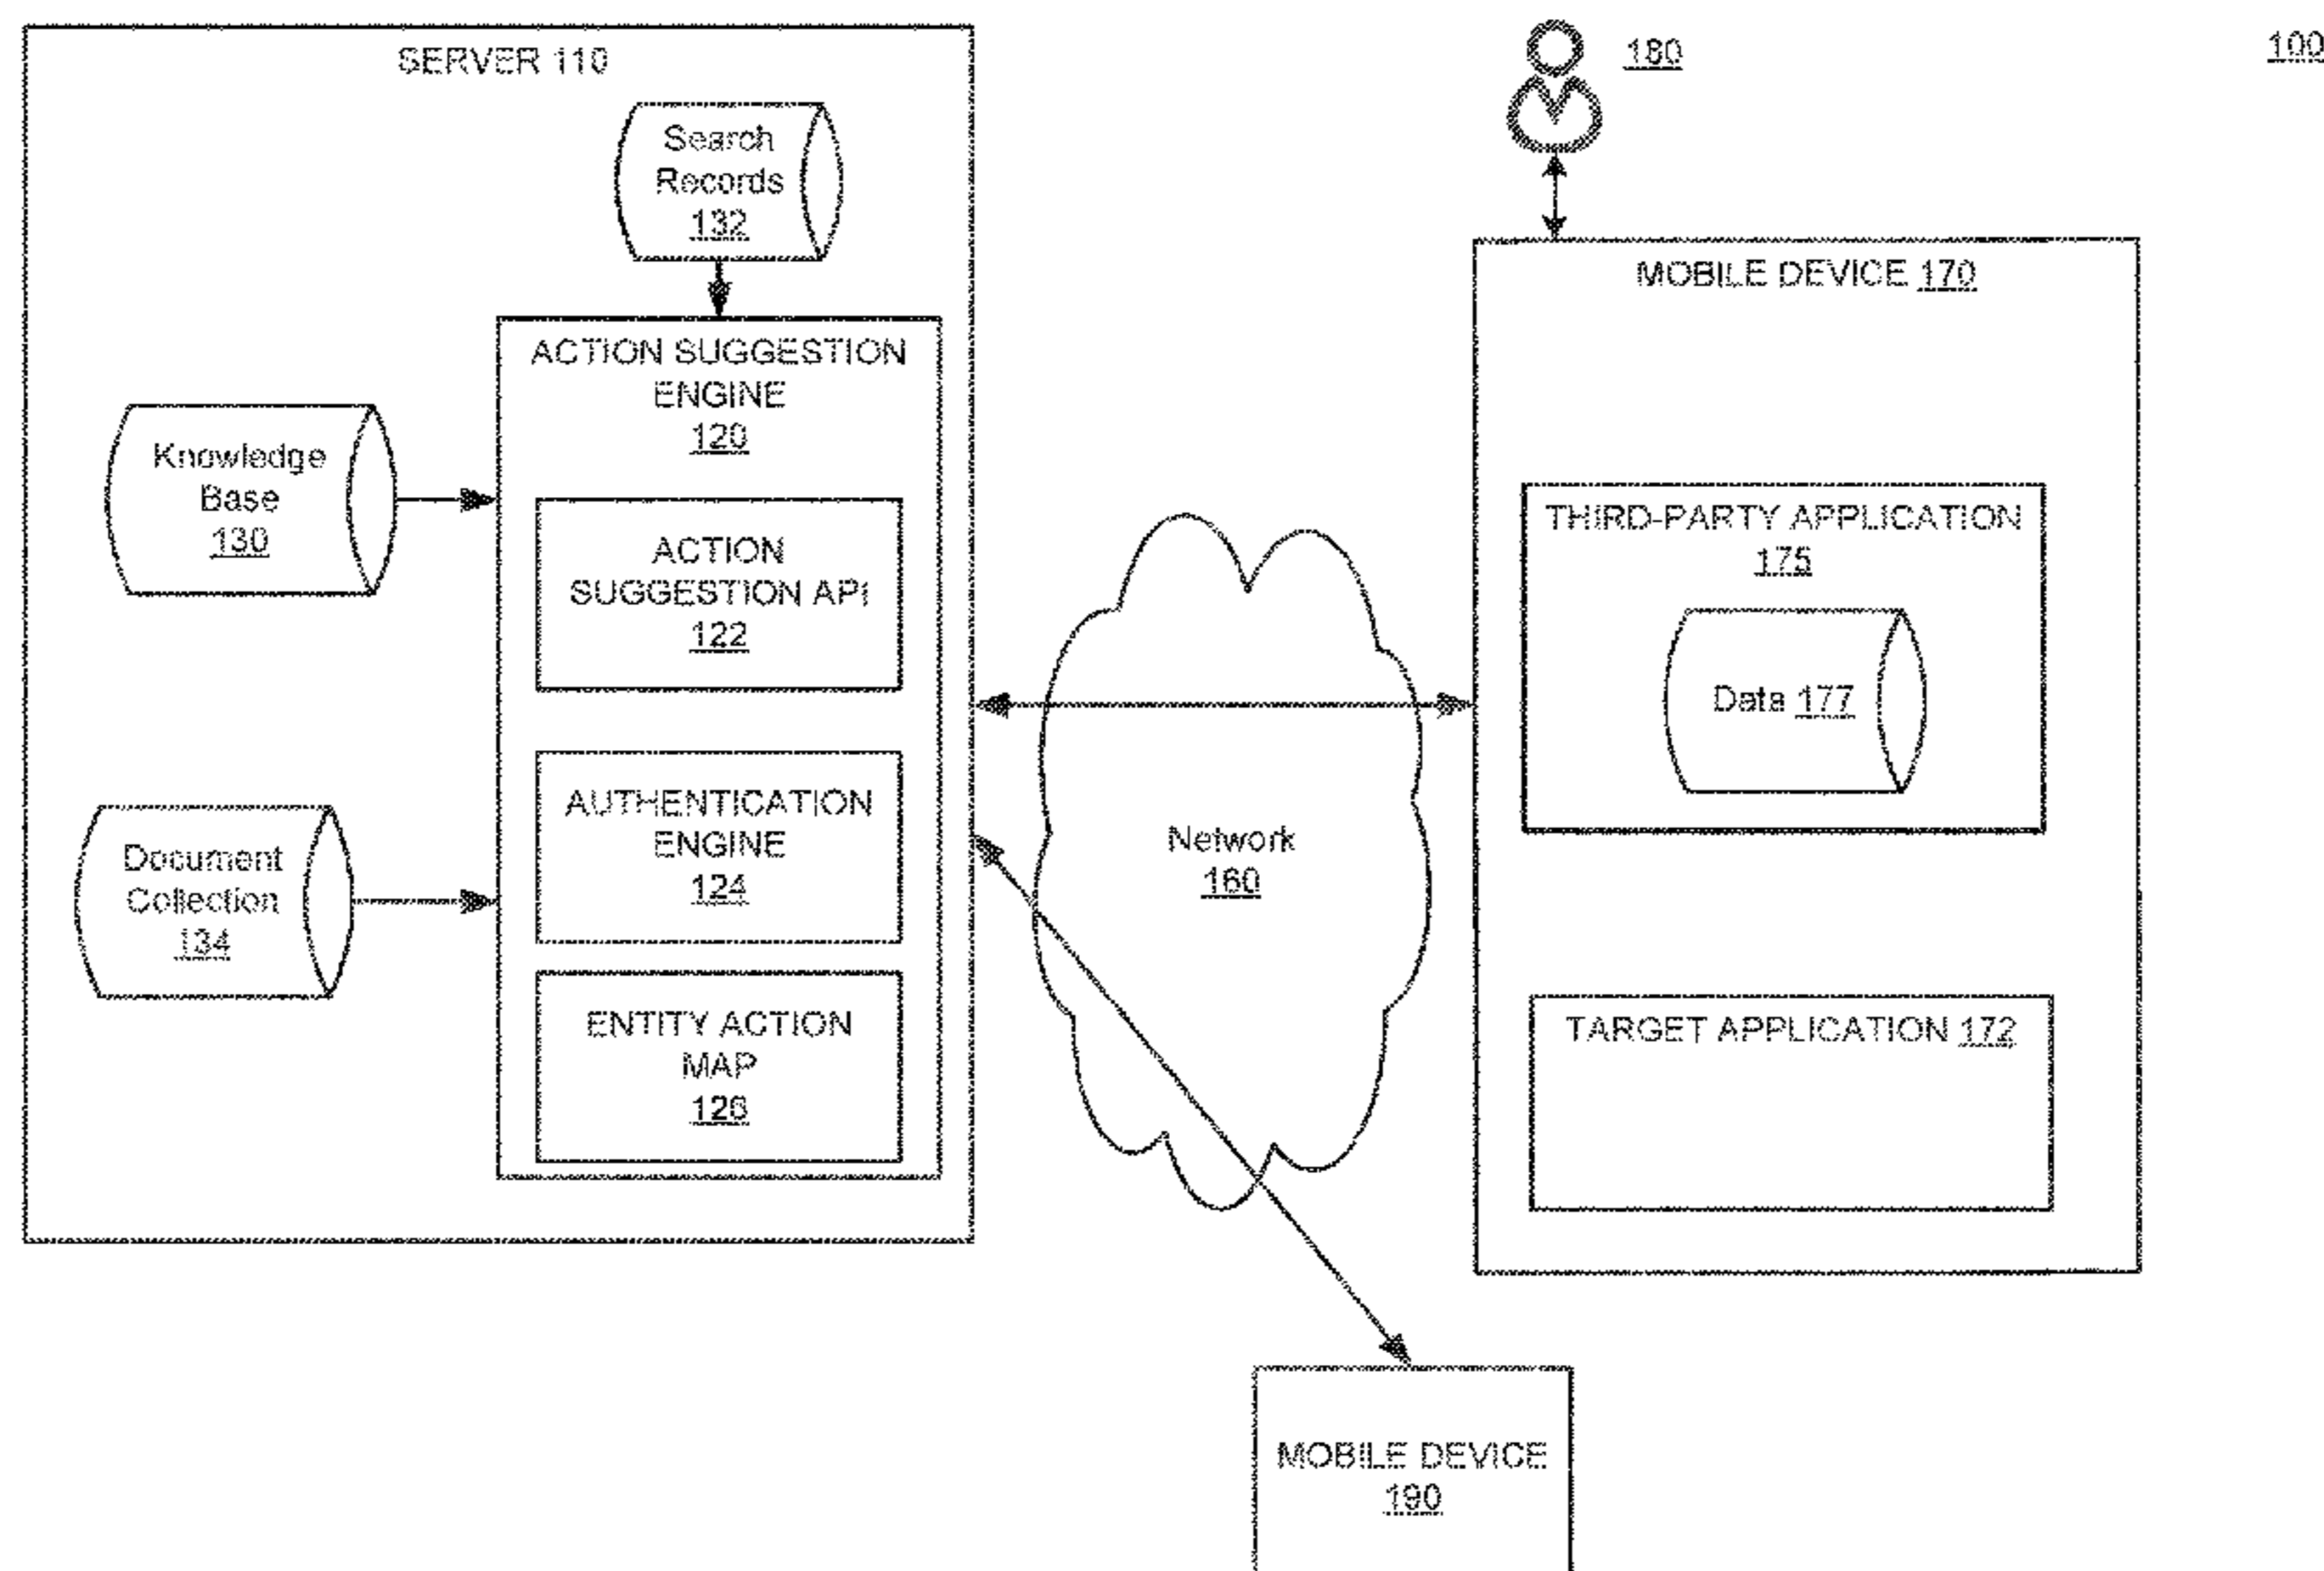 SERVER 110
Search
Records
132
ACTION SUGGESTION
ENGINE
120
Knowledge
Base
130
ACTION
SUGGESTION API
122
AUTHENTICATION
ENGINE
124
Document
Collection
134
ENTITY ACTION
MAP
126
Network
160
180
100
MOBILE DEVICE 170
THIRD-PARTY APPLICATION
175
Data 177
TARGET APPLICATION 172
MOBILE DEVICE
190